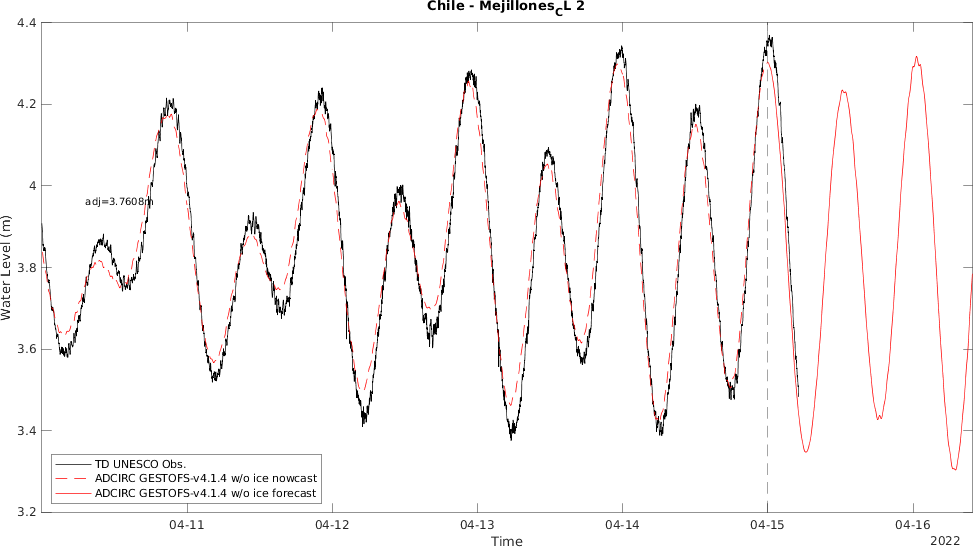 Chile - Mejillones_CL 2
4.4
4.2
4
3.8
3.6
3.4
3.2
Water Level (m)
adj=3.7608m
TD UNESCO Obs.
ADCIRC GESTOFS-v4.1.4 w/o ice nowcast
ADCIRC GESTOFS-v4.1.4 w/o ice forecast
04-11 04-12 04-13 04-14 04-15 04-16
Time 2022